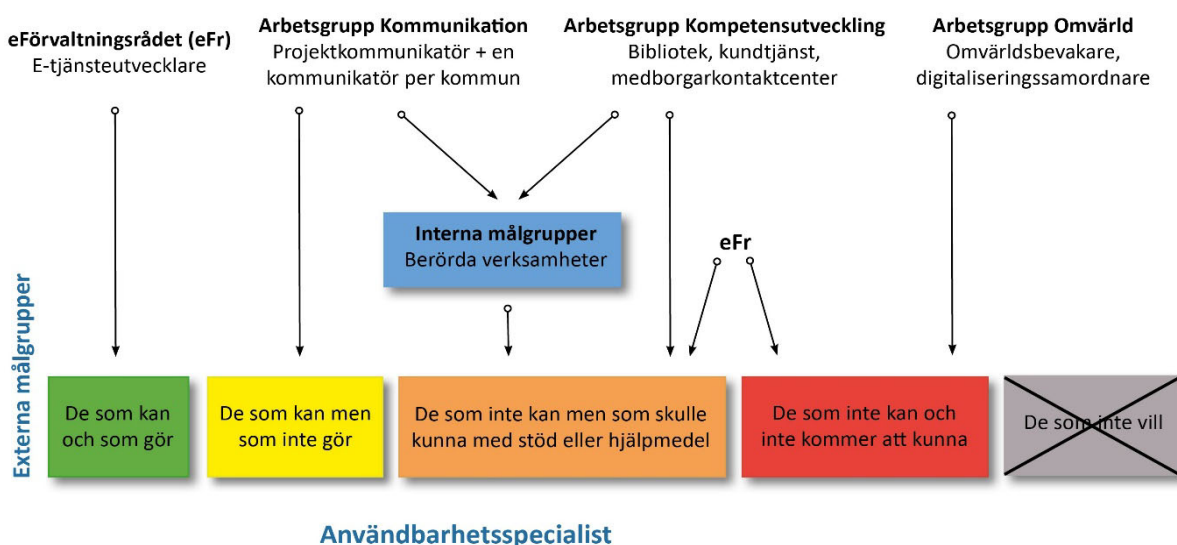 eFörvaltningsrådet (eFr)
E-tjänsteutvecklare
Arbetsgrupp Kommunikation
Projektkommunikatör + en
kommunikatör per kommun
Arbetsgrupp Kompetensutveckling
Bibliotek, kundtjänst,
medborgarkontaktcenter
Arbetsgrupp Omvärld
Omvärldsbevakare,
digitaliseringssamordnare
Interna målgrupper
Berörda verksamheter
eFr
Externa målgrupper
De som kan
och som gör
De som kan men
som inte gör
De som inte kan men som skulle
kunna med stöd eller hjälpmedel
De som inte kan och
inte kommer att kunna
De som inte vill
Användbarhetsspecialist